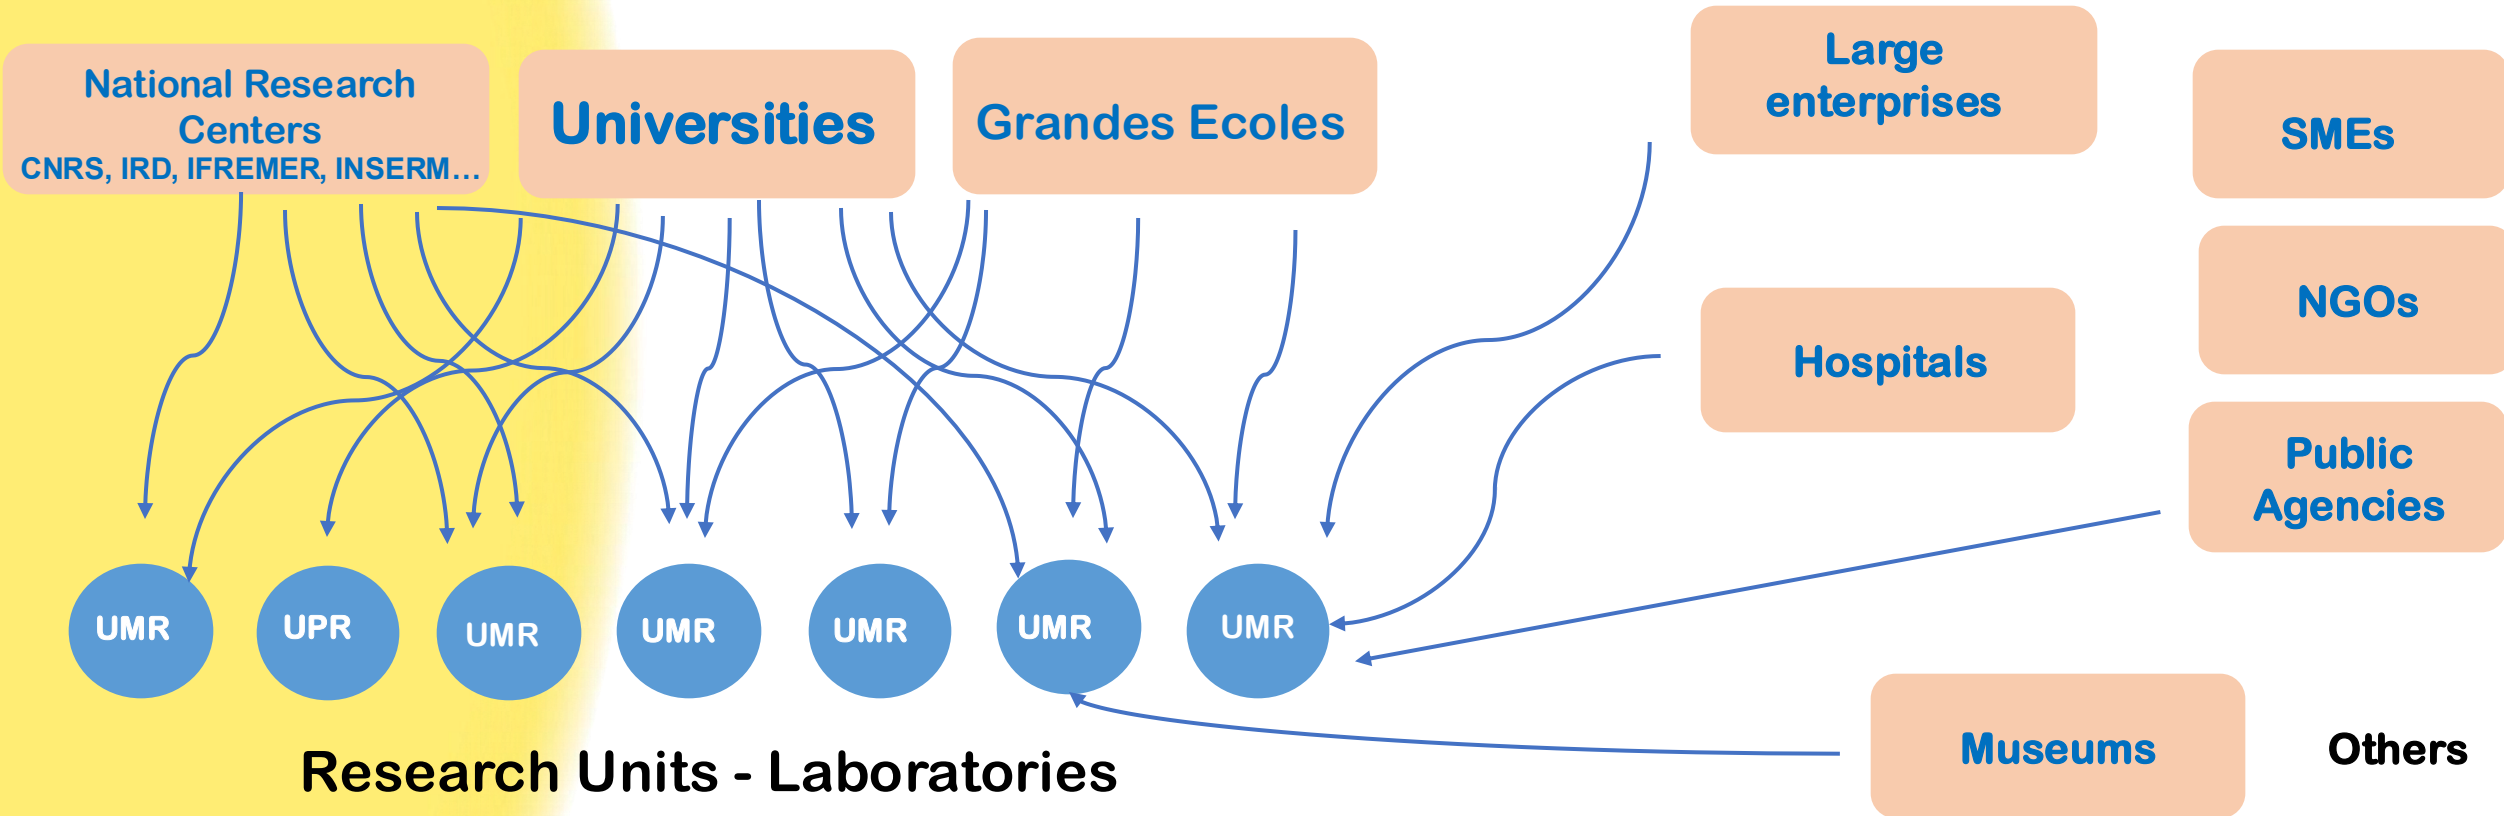 National Research
Centers
CNRS, IRD, IFREMER, INSERM...
Universities
Grandes Ecoles
Large
enterprises
SMEs
NGOs
Hospitals
Public
Agencies
UMR
UPR
UMR
UMR
UMR
UMR
UMR
Research Units - Laboratories
Museums
Others